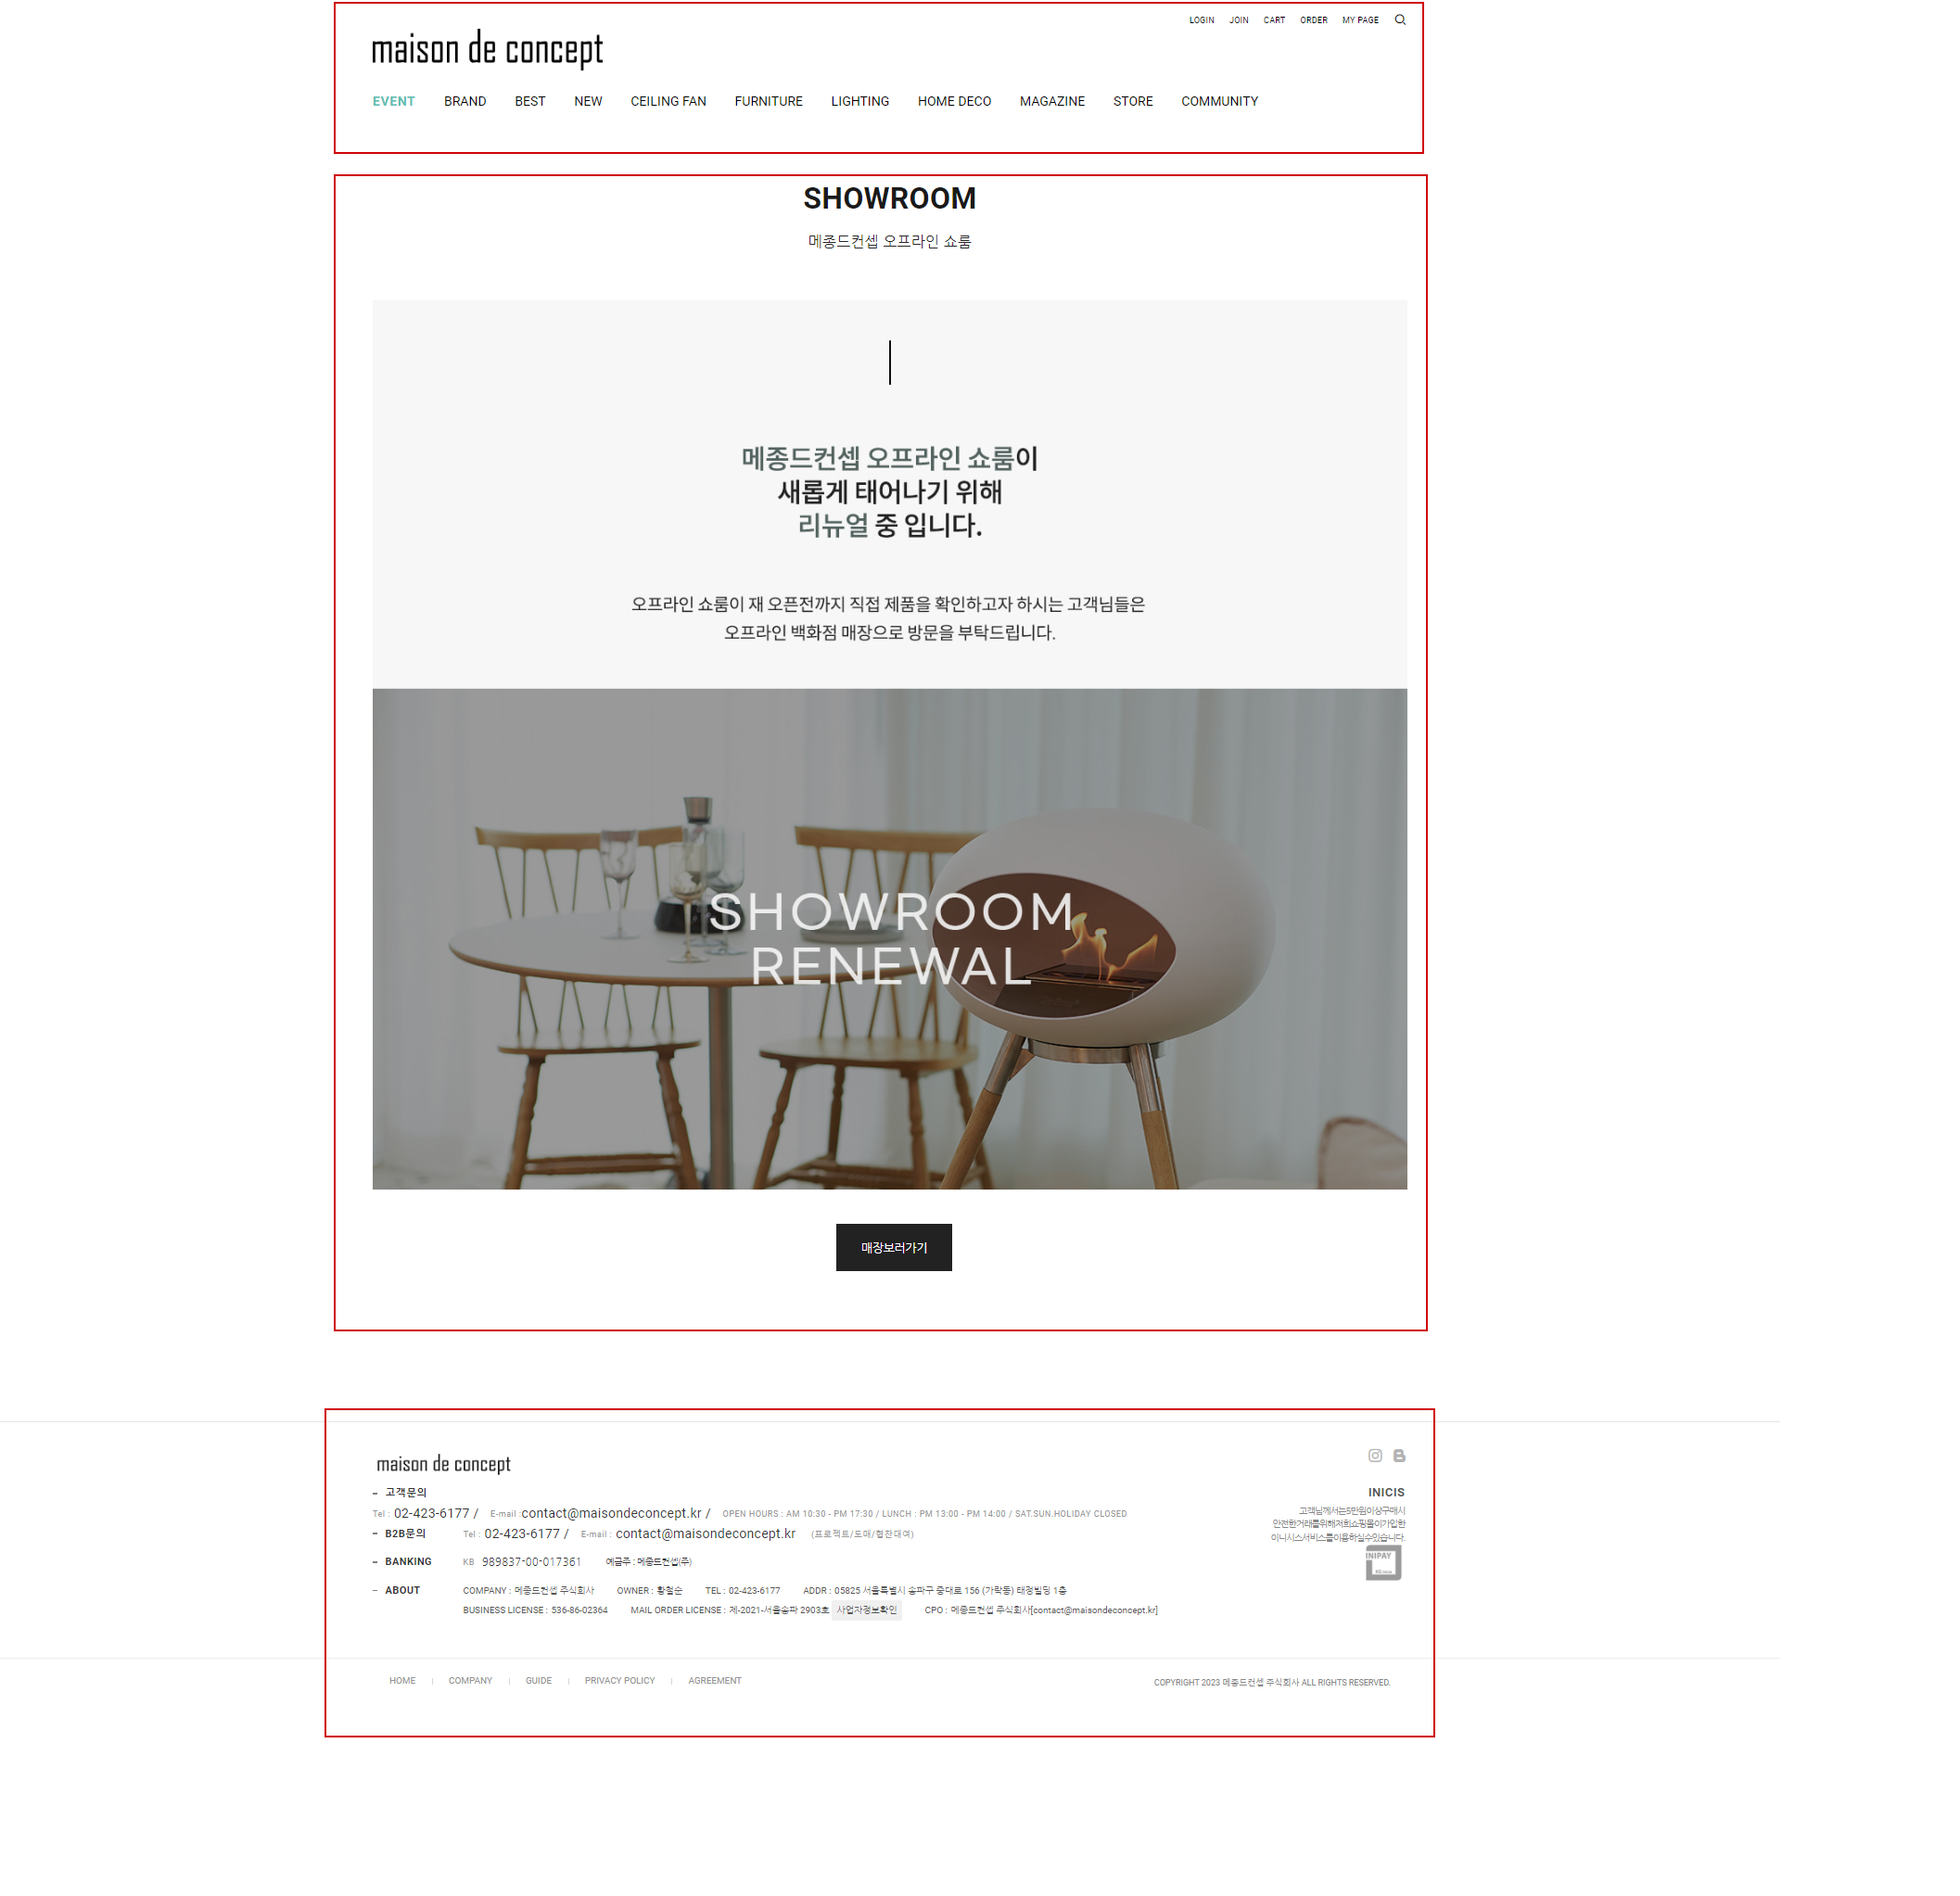 LOGIN JOIN CART ORDER MY PAGE
maison de concept
EVENT BRAND BEST NEW CEILING FAN FURNITURE LIGHTING HOME DECO MAGAZINE STORE COMMUNITY
SHOWROOM
메종드컨셉 오프라인 쇼룸
메종드컨셉 오프라인 쇼룸이
새롭게 태어나기 위해
리뉴얼 중 입니다.
오프라인 쇼룸이 재 오픈전까지 직접 제품을 확인하고자 하시는 고객님들은
오프라인 백화점 매장으로 방문을 부탁드립니다.
SHOWROOM
RENEWAL
매장보러가기
maison de concept
- 고객문의
Tel : 02-423-6177 / E-mail :contact@maisondeconcept.kr / OPEN HOURS : AM 10:30 - PM 17:30 / LUNCH : PM 13:00 - PM 14:00 / SAT.SUN.HOLIDAY CLOSED
- B2B문의 Tel : 02-423-6177 / E-mail : contact@maisondeconcept.kr (프로젝트/도매/협찬대여)
- BANKING KB 989837-00-017361 예금주 : 메종드컨셉(주)
- ABOUT COMPANY : 메종드컨셉 주식회사 OWNER : 황철순 TEL : 02-423-6177 ADDR : 05825 서울특별시 송파구 중대로 156 (가락동) 태정빌딩 1층
BUSINESS LICENSE : 536-86-02364 MAIL ORDER LICENSE : 제-2021-서울송파 2903호 사업자정보확인 CPO : 메종드컨셉 주식회사[contact@maisondeconcept.kr]
INICIS
고객님께서는5만원이상구매시
안전한거래를위해저희쇼핑몰이가입한
이니시스서비스를이용하실수있습니다.
INIPAY
HOME COMPANY GUIDE PRIVACY POLICY AGREEMENT
COPYRIGHT 2023 메종드컨셉 주식회사 ALL RIGHTS RESERVED.